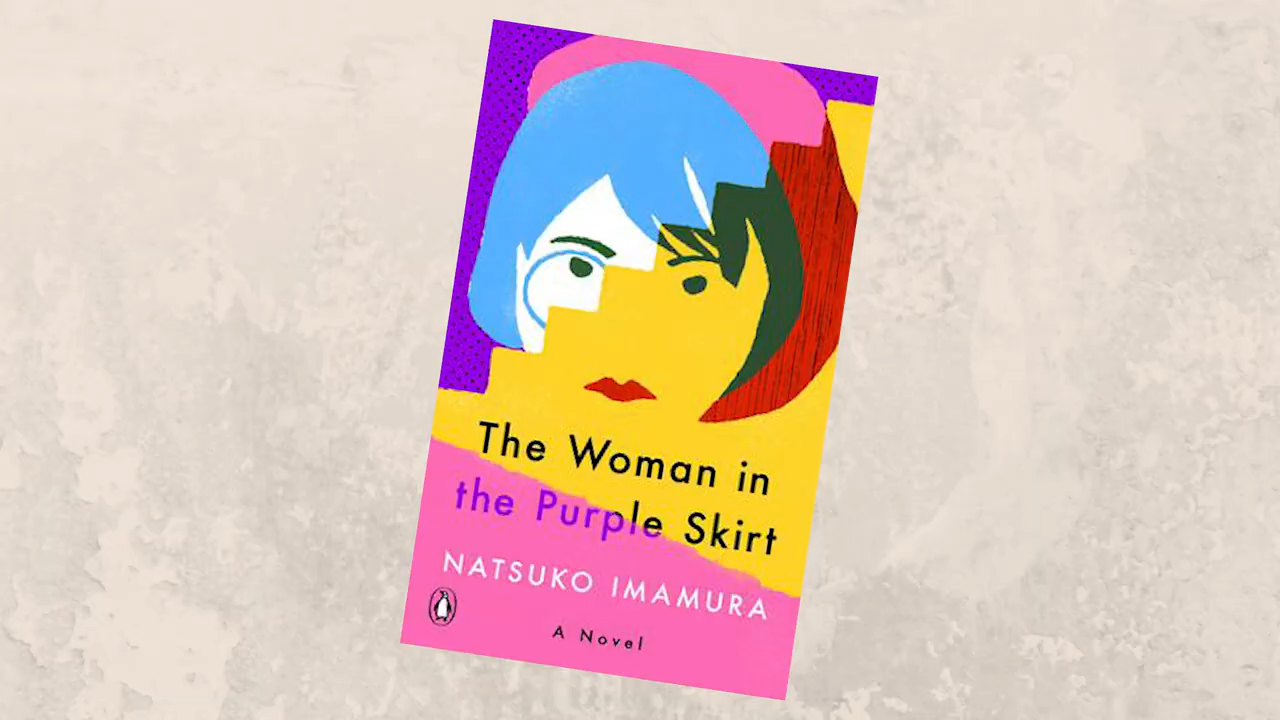 The Woman in
the Purple Skirt
NATSUKO IMAMURA
A Novel